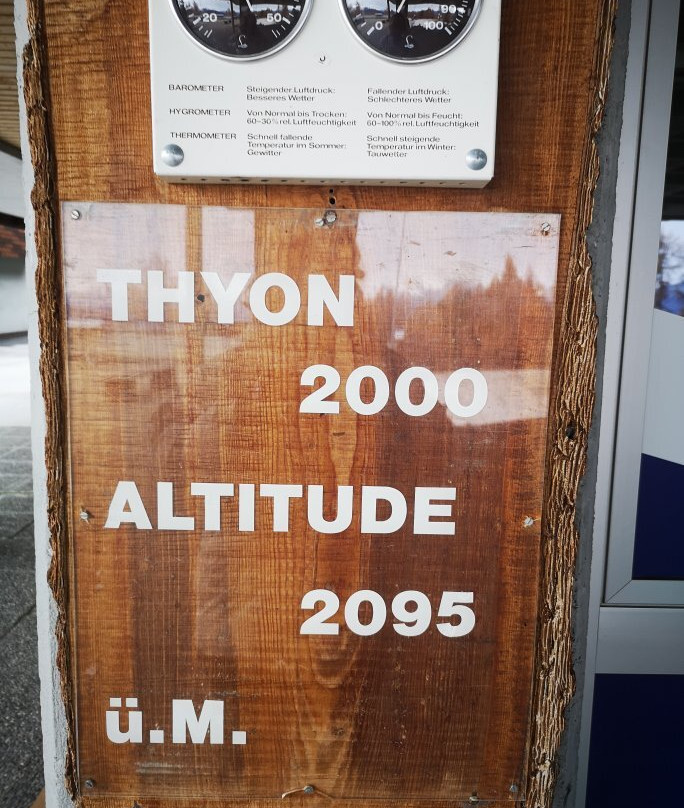 20 50
0 90 100
BAROMETER Steigender Luftdruck: Fallender Luftdruck:
Besseres Wetter Schlechteres Wetter
HYGROMETER Von Normal bis Trocken: Von Normal bis Feucht:
60-30% rel. Luftfeuchtigkeit 60-100% rel. Luftfeuchtigkeit
THERMOMETER Schnell fallende Schnell steigende
Temperatur im Sommer: Temperatur im Winter:
Gewitter Tauwetter
THYON
2000
ALTITUDE
2095
ü.M.